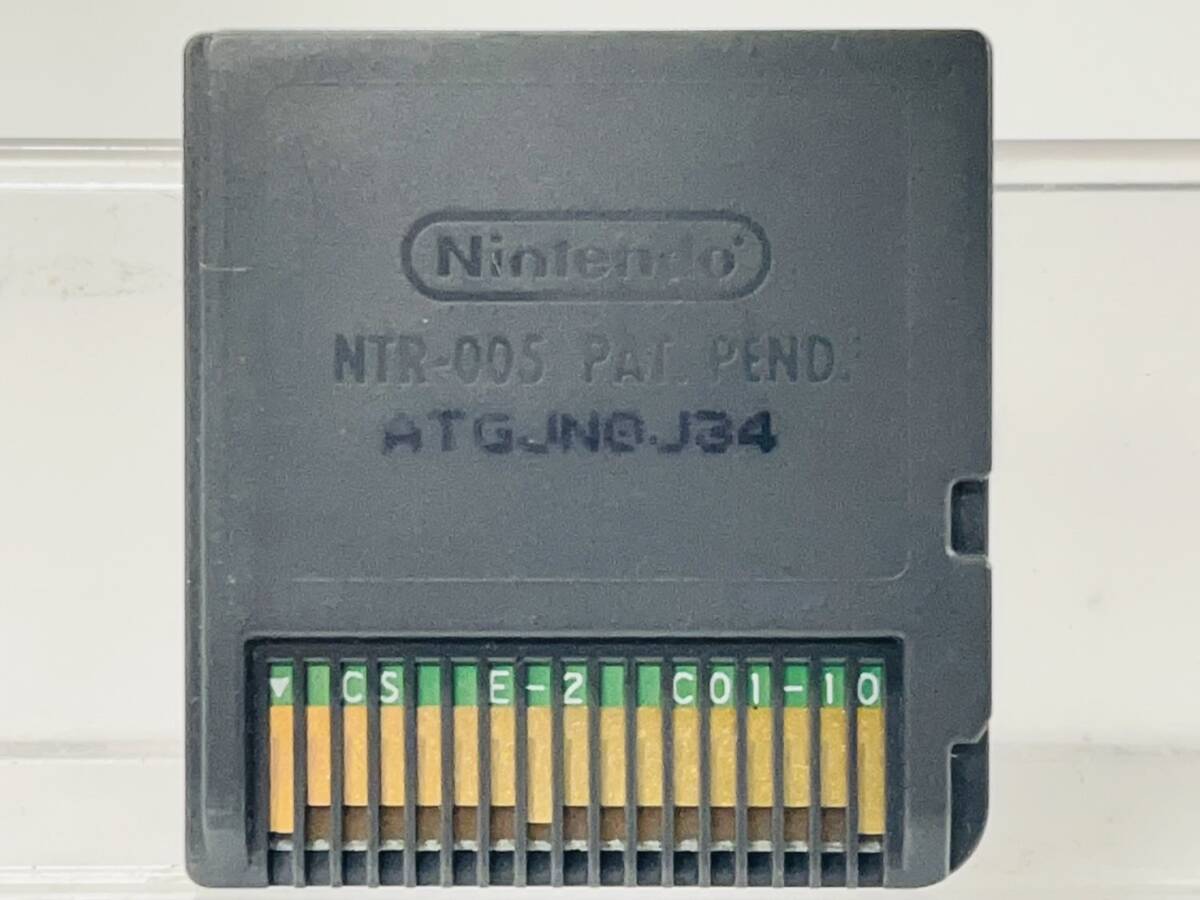 Nintendo
NTR-005 PAT. PEND.
ATGJN0J34
▼ CS E-2 C01-10